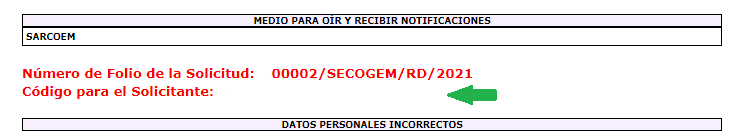 MEDIO PARA OÍR Y RECIBIR NOTIFICACIONES
SARCOEM
Número de Folio de la Solicitud: 00002/SECOGEM/RD/2021
Código para el Solicitante:
DATOS PERSONALES INCORRECTOS